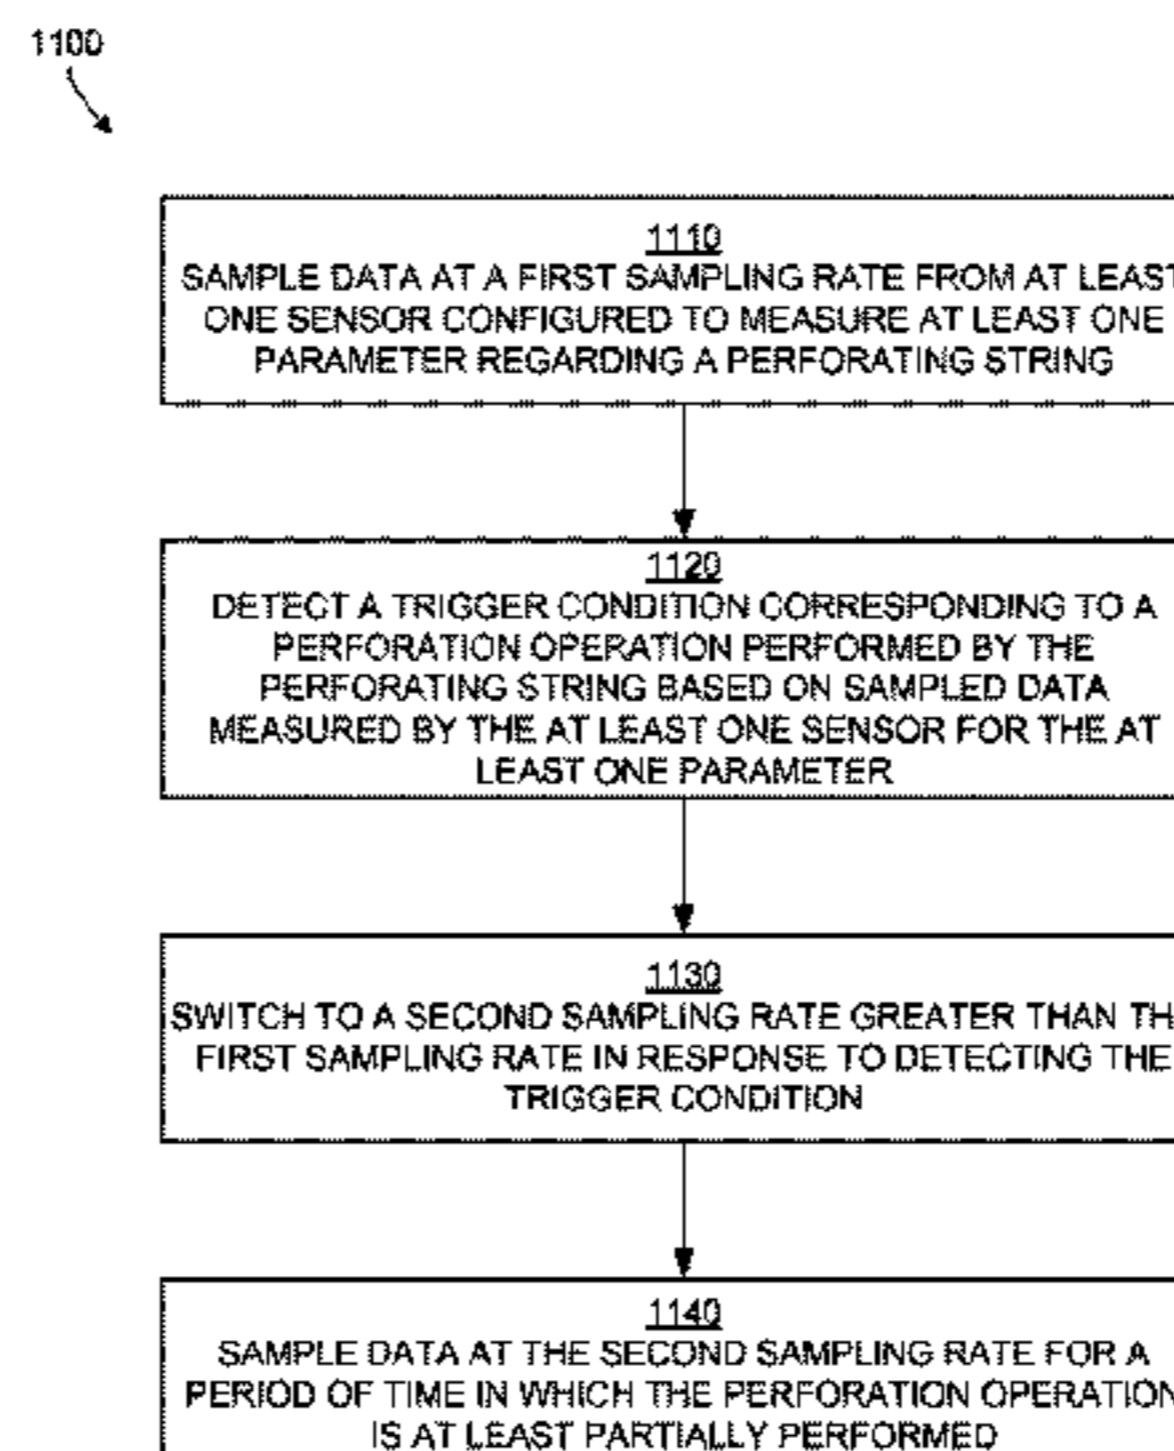 1100
1110
SAMPLE DATA AT A FIRST SAMPLING RATE FROM AT LEAST
ONE SENSOR CONFIGURED TO MEASURE AT LEAST ONE
PARAMETER REGARDING A PERFORATING STRING
1120
DETECT A TRIGGER CONDITION CORRESPONDING TO A
PERFORATION OPERATION PERFORMED BY THE
PERFORATING STRING BASED ON SAMPLED DATA
MEASURED BY THE AT LEAST ONE SENSOR FOR THE AT
LEAST ONE PARAMETER
1130
SWITCH TO A SECOND SAMPLING RATE GREATER THAN TH
FIRST SAMPLING RATE IN RESPONSE TO DETECTING THE
TRIGGER CONDITION
1140
SAMPLE DATA AT THE SECOND SAMPLING RATE FOR A
PERIOD OF TIME IN WHICH THE PERFORATION OPERATION
IS AT LEAST PARTIALLY PERFORMED